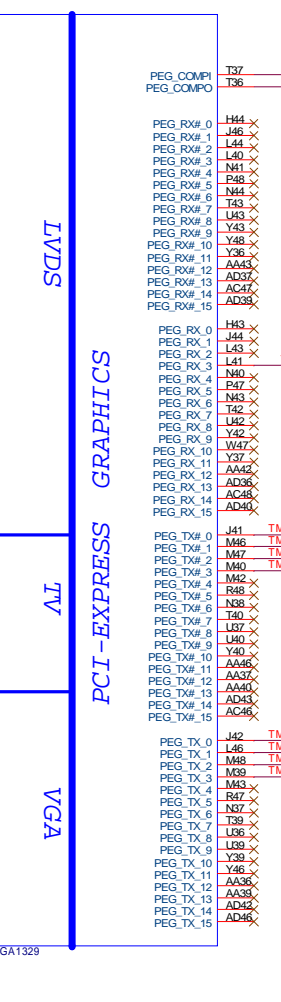 LVDS
TV
VGA
PCI-EXPRESS GRAPHICS
PEG_COMPI T37
PEG_COMPO T36
PEG_RX#_0 H44
PEG_RX#_1 J46
PEG_RX#_2 L44
PEG_RX#_3 L40
PEG_RX#_4 N41
PEG_RX#_5 P48
PEG_RX#_6 N44
PEG_RX#_7 T43
PEG_RX#_8 U43
PEG_RX#_9 Y43
PEG_RX#_10 Y48
PEG_RX#_11 Y36
PEG_RX#_12 AA43
PEG_RX#_13 AD37
PEG_RX#_14 AC47
PEG_RX#_15 AD39
PEG_RX_0 H43
PEG_RX_1 J44
PEG_RX_2 L43
PEG_RX_3 L41
PEG_RX_4 N40
PEG_RX_5 P47
PEG_RX_6 N43
PEG_RX_7 T42
PEG_RX_8 U42
PEG_RX_9 Y42
PEG_RX_10 W47
PEG_RX_11 Y37
PEG_RX_12 AA42
PEG_RX_13 AD36
PEG_RX_14 AC48
PEG_RX_15 AD40
PEG_TX#_0 J41 TM
PEG_TX#_1 M46 TM
PEG_TX#_2 M47 TM
PEG_TX#_3 M40 TM
PEG_TX#_4 M42
PEG_TX#_5 R48
PEG_TX#_6 N38
PEG_TX#_7 T40
PEG_TX#_8 U37
PEG_TX#_9 U40
PEG_TX#_10 Y40
PEG_TX#_11 AA46
PEG_TX#_12 AA37
PEG_TX#_13 AA40
PEG_TX#_14 AD43
PEG_TX#_15 AC46
PEG_TX_0 J42 TM
PEG_TX_1 L46 TM
PEG_TX_2 M48 TM
PEG_TX_3 M39 TM
PEG_TX_4 M43
PEG_TX_5 R47
PEG_TX_6 N37
PEG_TX_7 T39
PEG_TX_8 U36
PEG_TX_9 U39
PEG_TX_10 Y39
PEG_TX_11 Y46
PEG_TX_12 AA36
PEG_TX_13 AA39
PEG_TX_14 AD42
PEG_TX_15 AD46
GA1329